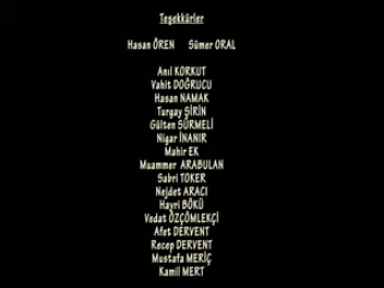 Teşekkürler
Hasan ÖREN Sümer ORAL
Anıl KORKUT
Vahit DOĞRUCU
Hasan NAMAK
Turgay ŞİRİN
Gülten SÜRMELİ
Nigar İNANIR
Mahir EK
Muammer ARABULAN
Sabri TOKER
Nejdet ARACI
Hayri BÖKÜ
Vedat ÖZÇÖMLEKÇİ
Afet DERVENT
Recep DERVENT
Mustafa MERİÇ
Kamil MERT